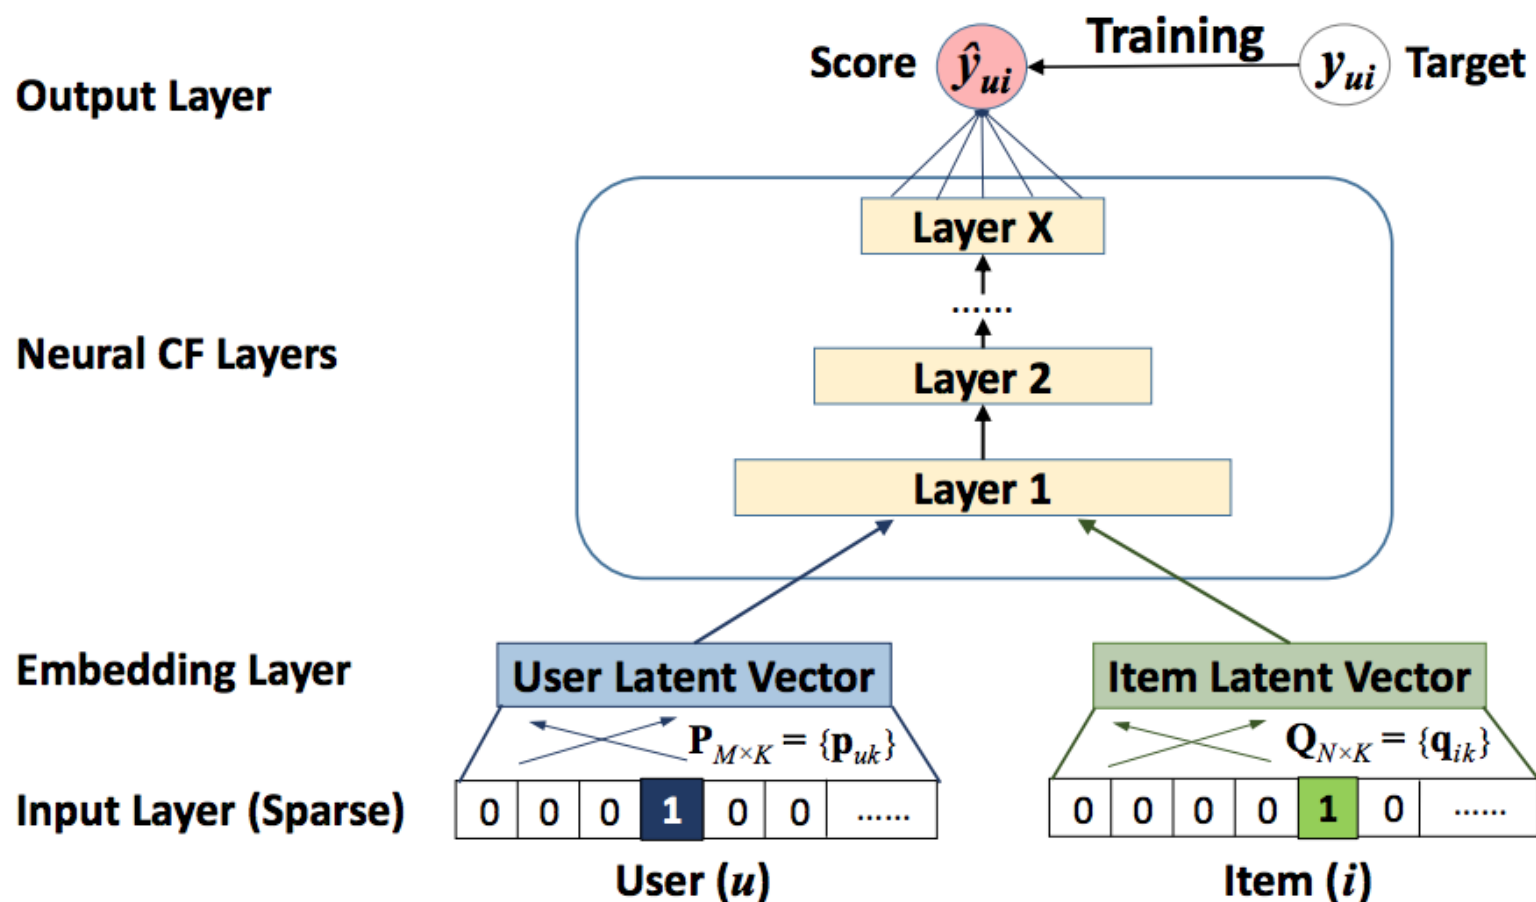 Training
Score ŷui yui Target
Output Layer
Layer X
......
Neural CF Layers
Layer 2
Layer 1
Embedding Layer
User Latent Vector
Item Latent Vector
P M×K = {puk}
Q N×K = {qik}
Input Layer (Sparse)
0 0 0 1 0 0 ......
0 0 0 0 1 0 ......
User (u)
Item (i)